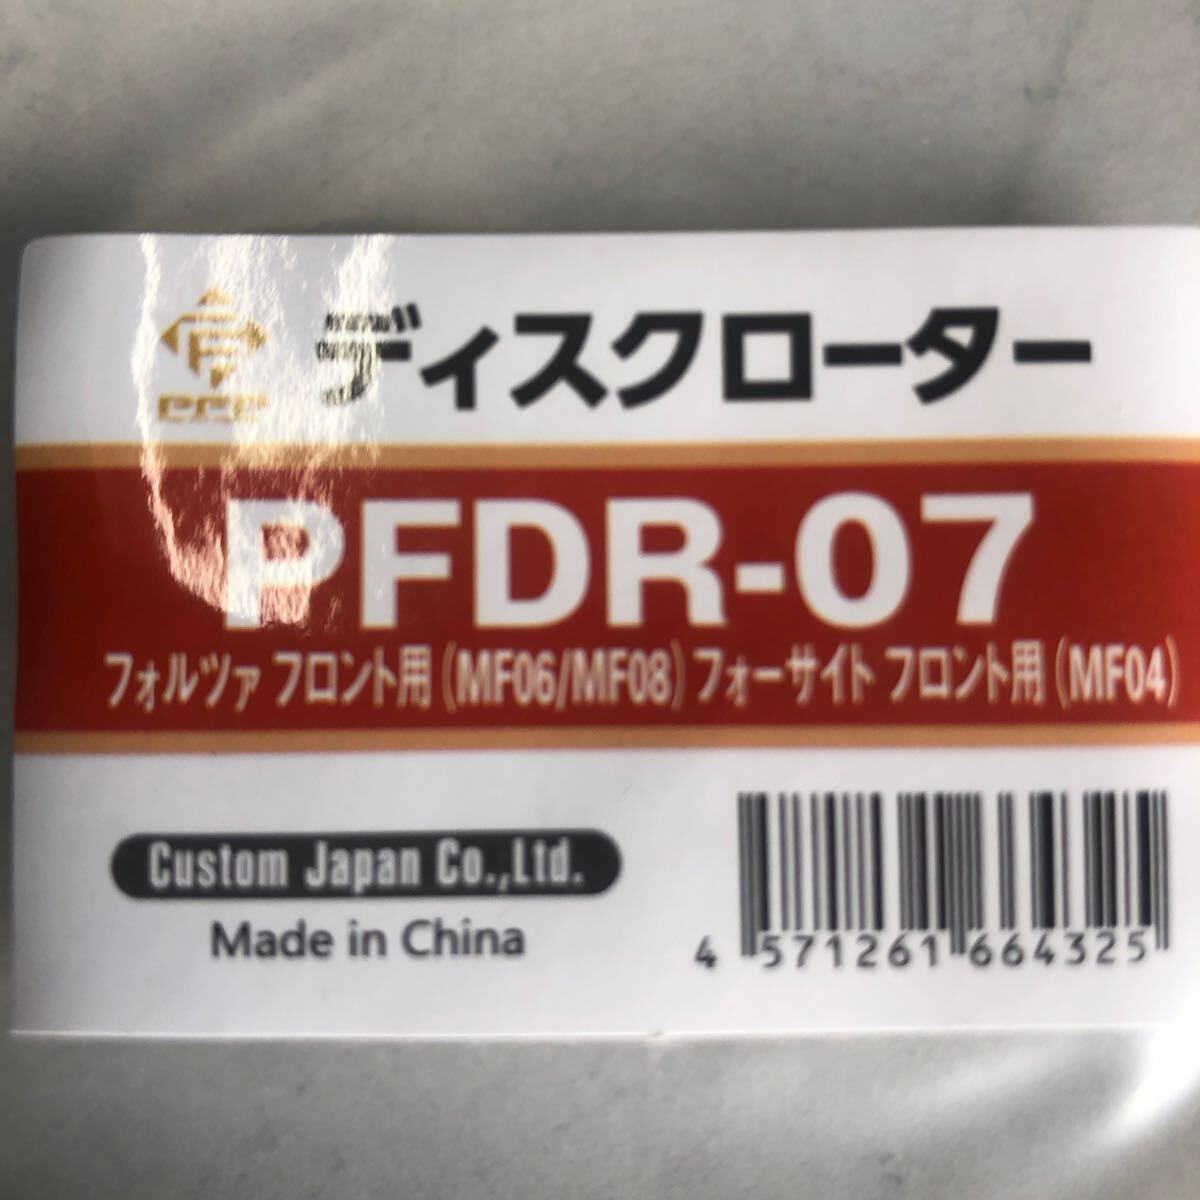 ディスクローター
PFDR-07
フォルツァ フロント用(MF06/MF08) フォーサイト フロント用(MF04)
Custom Japan Co.,Ltd.
Made in China
4 571261 664325